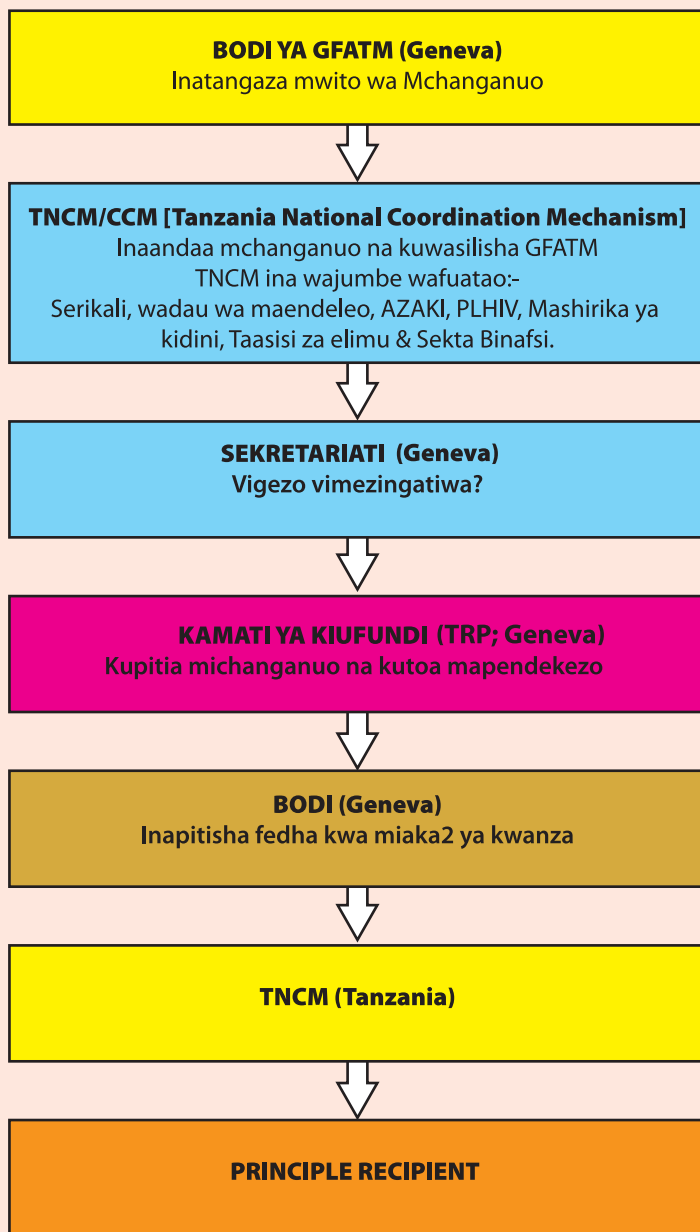 BODI YA GFATM (Geneva)
Inatangaza mwito wa Mchanganuo
TNCM/CCM [Tanzania National Coordination Mechanism]
Inaandaa mchanganuo na kuwasilisha GFATM
TNCM ina wajumbe wafuatao:-
Serikali, wadau wa maendeleo, AZAKI, PLHIV, Mashirika ya
kidini, Taasisi za elimu & Sekta Binafsi.
SEKRETARIATI (Geneva)
Vigezo vimezingatiwa?
KAMATI YA KIUFUNDI (TRP; Geneva)
Kupitia michanganuo na kutoa mapendekezo
BODI (Geneva)
Inapitisha fedha kwa miaka2 ya kwanza
TNCM (Tanzania)
PRINCIPLE RECIPIENT